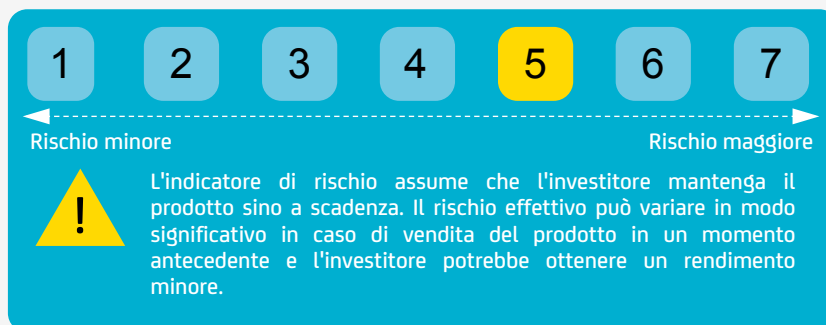 1 2 3 4 5 6 7
Rischio minore Rischio maggiore
L'indicatore di rischio assume che l'investitore mantenga il
! prodotto sino a scadenza. Il rischio effettivo può variare in modo
significativo in caso di vendita del prodotto in un momento
antecedente e l'investitore potrebbe ottenere un rendimento
minore.